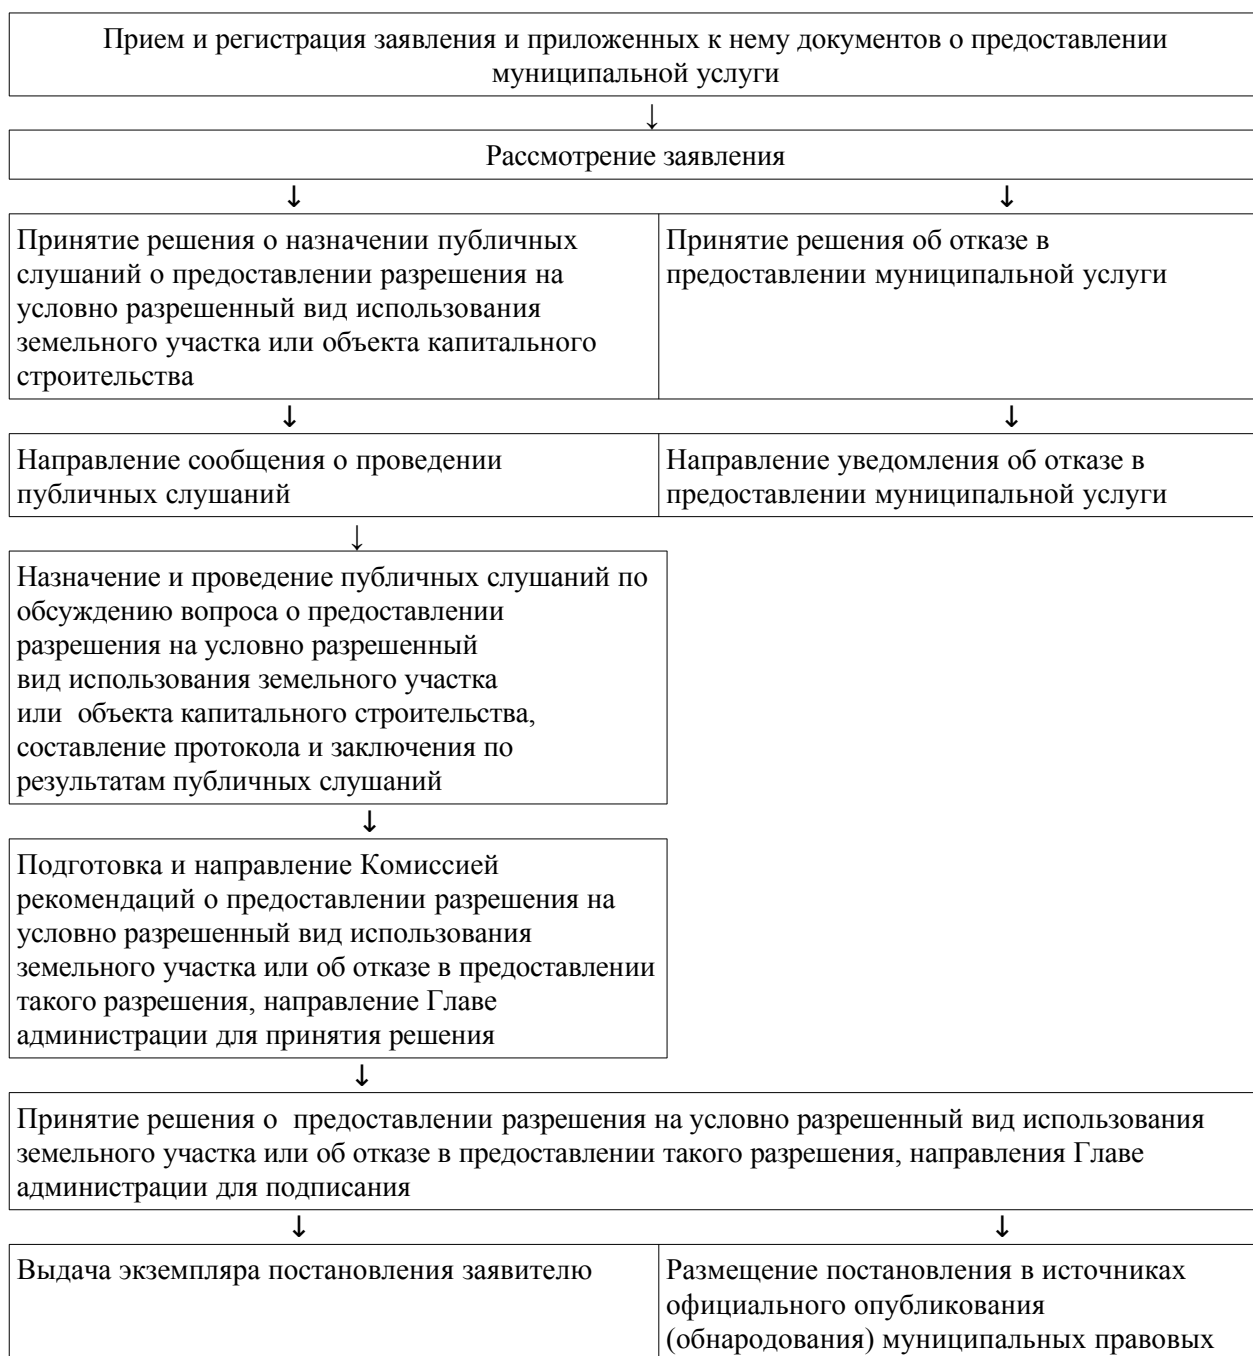 Прием и регистрация заявления и приложенных к нему документов о предоставлении
муниципальной услуги
↓
Рассмотрение заявления
↓ ↓
Принятие решения о назначении публичных
слушаний о предоставлении разрешения на
условно разрешенный вид использования
земельного участка или объекта капитального
строительства
Принятие решения об отказе в
предоставлении муниципальной услуги
↓ ↓
Направление сообщения о проведении
публичных слушаний
Направление уведомления об отказе в
предоставлении муниципальной услуги
↓
Назначение и проведение публичных слушаний по
обсуждению вопроса о предоставлении
разрешения на условно разрешенный
вид использования земельного участка
или  объекта капитального строительства,
составление протокола и заключения по
результатам публичных слушаний
↓
Подготовка и направление Комиссией
рекомендаций о предоставлении разрешения на
условно разрешенный вид использования
земельного участка или об отказе в предоставлении
такого разрешения, направление Главе
администрации для принятия решения
↓
Принятие решения о  предоставлении разрешения на условно разрешенный вид использования
земельного участка или об отказе в предоставлении такого разрешения, направления Главе
администрации для подписания
↓ ↓
Выдача экземпляра постановления заявителю
Размещение постановления в источниках
официального опубликования
(обнародования) муниципальных правовых